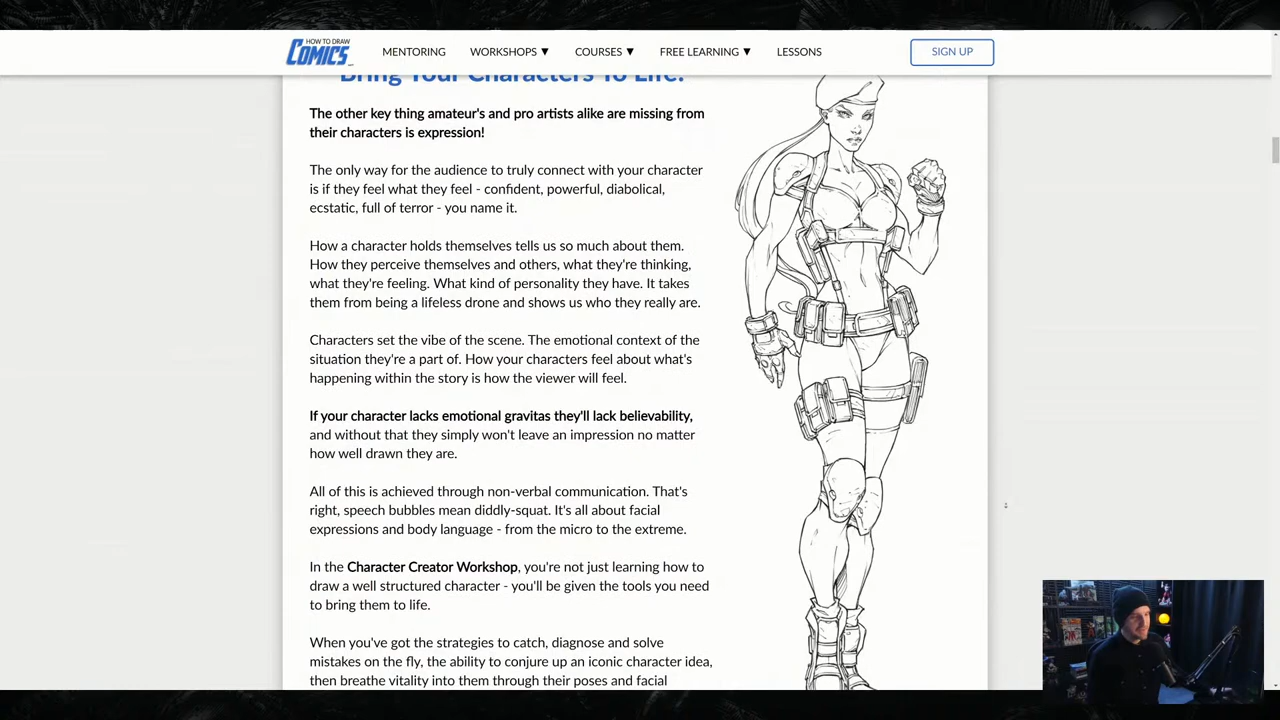 HOW TO DRAW
COMICS
MENTORING
WORKSHOPS ▼
COURSES ▼
FREE LEARNING ▼
LESSONS
SIGN UP
Bring Your Characters To Life!
The other key thing amateur's and pro artists alike are missing from
their characters is expression!
The only way for the audience to truly connect with your character
is if they feel what they feel - confident, powerful, diabolical,
ecstatic, full of terror - you name it.
How a character holds themselves tells us so much about them.
How they perceive themselves and others, what they're thinking,
what they're feeling. What kind of personality they have. It takes
them from being a lifeless drone and shows us who they really are.
Characters set the vibe of the scene. The emotional context of the
situation they're a part of. How your characters feel about what's
happening within the story is how the viewer will feel.
If your character lacks emotional gravitas they'll lack believability,
and without that they simply won't leave an impression no matter
how well drawn they are.
All of this is achieved through non-verbal communication. That's
right, speech bubbles mean diddly-squat. It's all about facial
expressions and body language - from the micro to the extreme.
In the Character Creator Workshop, you're not just learning how to
draw a well structured character - you'll be given the tools you need
to bring them to life.
When you've got the strategies to catch, diagnose and solve
mistakes on the fly, the ability to conjure up an iconic character idea,
then breathe vitality into them through their poses and facial